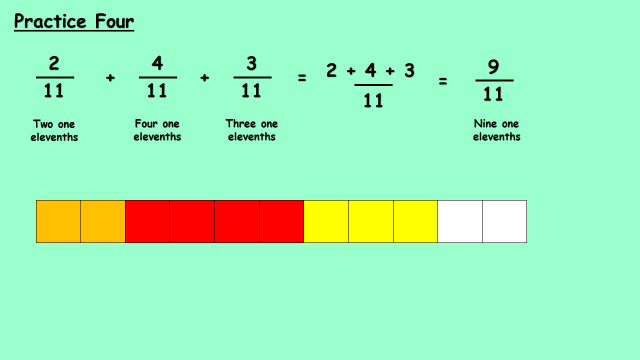 Practice Four
2/11 + 4/11 + 3/11 = 2 + 4 + 3/11 = 9/11
Two one elevenths
Four one elevenths
Three one elevenths
Nine one elevenths